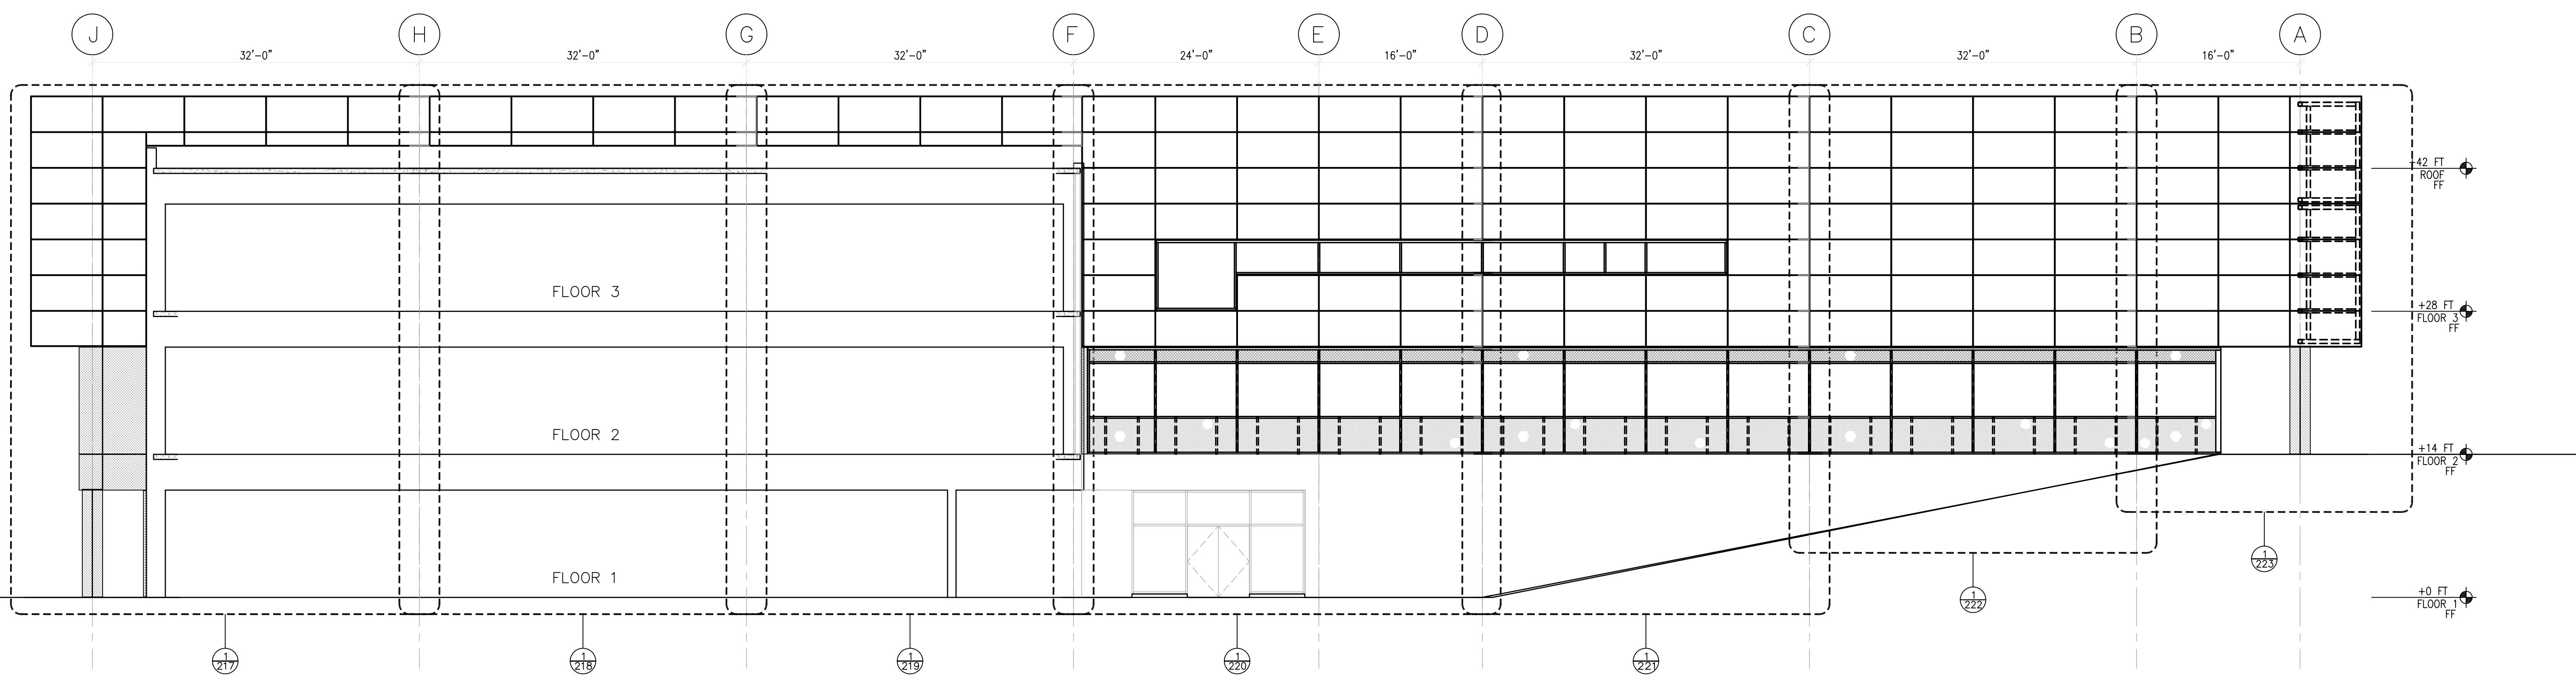 J H G F E D C B A
32'-0" 32'-0" 32'-0" 24'-0" 16'-0" 32'-0" 32'-0" 16'-0"
+42 FT
ROOF
FF
FLOOR 3
+28 FT
FLOOR 3
FF
FLOOR 2
+14 FT
FLOOR 2
FF
FLOOR 1
+0 FT
FLOOR 1
FF
1
223
1
222
1
217
1
218
1
219
1
220
1
221